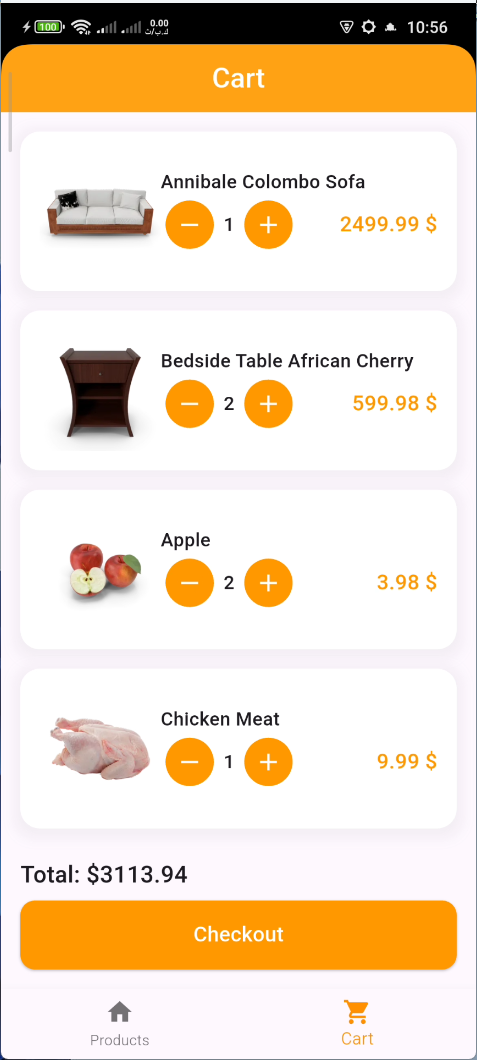 100 0.00 10:56
ك.ب/ث
Cart
Annibale Colombo Sofa
1 2499.99 $
Bedside Table African Cherry
2 599.98 $
Apple
2 3.98 $
Chicken Meat
1 9.99 $
Total: $3113.94
Checkout
Products Cart